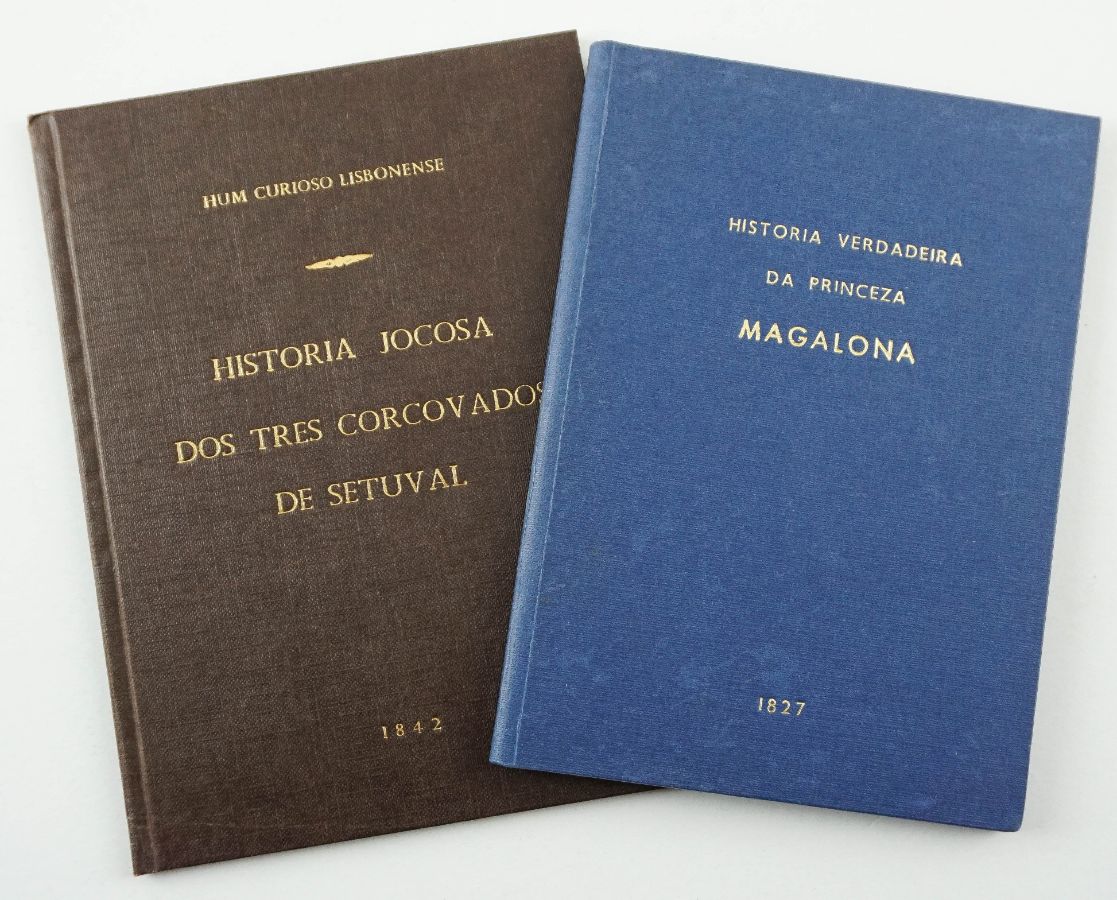 HUM CURIOSO LISBONENSE
HISTORIA JOCOSA
DOS TRES CORCOVADOS
DE SETUVAL
1842
HISTORIA VERDADEIRA
DA PRINCEZA
MAGALONA
1827